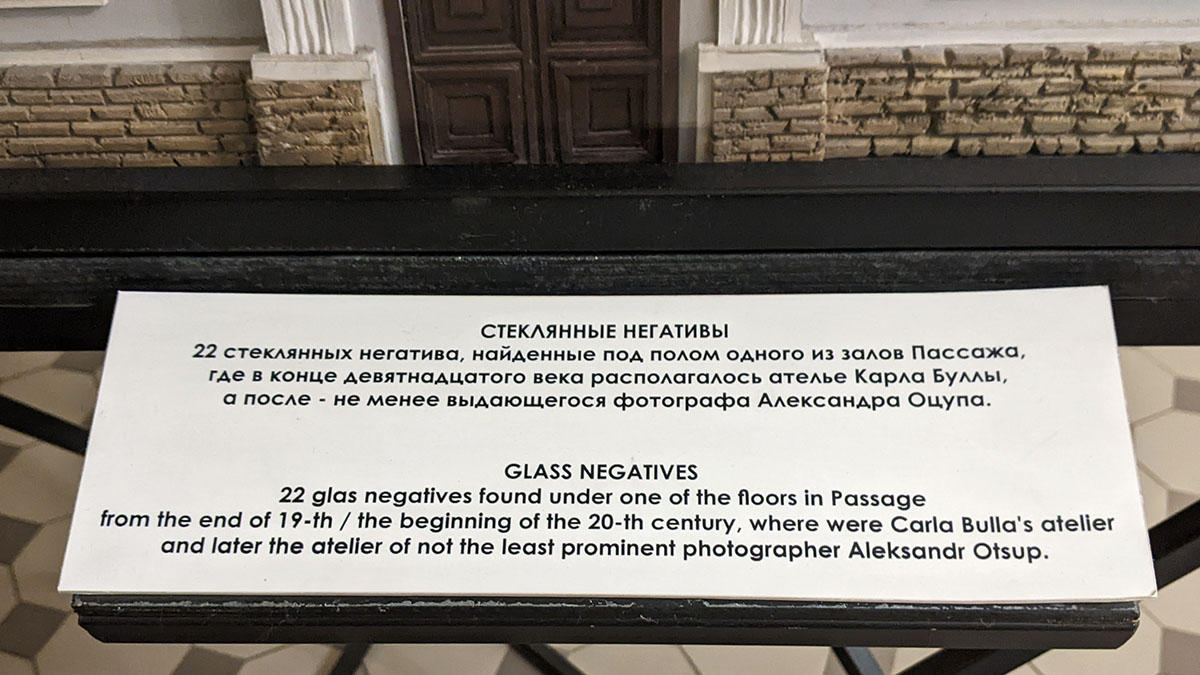 СТЕКЛЯННЫЕ НЕГАТИВЫ
22 стеклянных негатива, найденные под полом одного из залов Пассажа,
где в конце девятнадцатого века располагалось ателье Карла Буллы,
а после - не менее выдающегося фотографа Александра Оцупа.
GLASS NEGATIVES
22 glas negatives found under one of the floors in Passage
from the end of 19-th / the beginning of the 20-th century, where were Carla Bulla's atelier
and later the atelier of not the least prominent photographer Aleksandr Otsup.